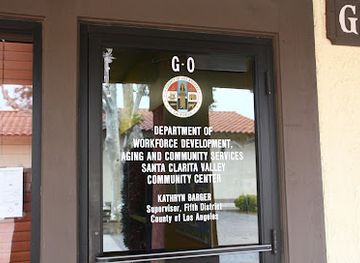 G-O
DEPARTMENT OF
WORKFORCE DEVELOPMENT,
AGING AND COMMUNITY SERVICES
SANTA CLARITA VALLEY
COMMUNITY CENTER
KATHRYN BARGER
Supervisor, Fifth District
County of Los Angeles
G